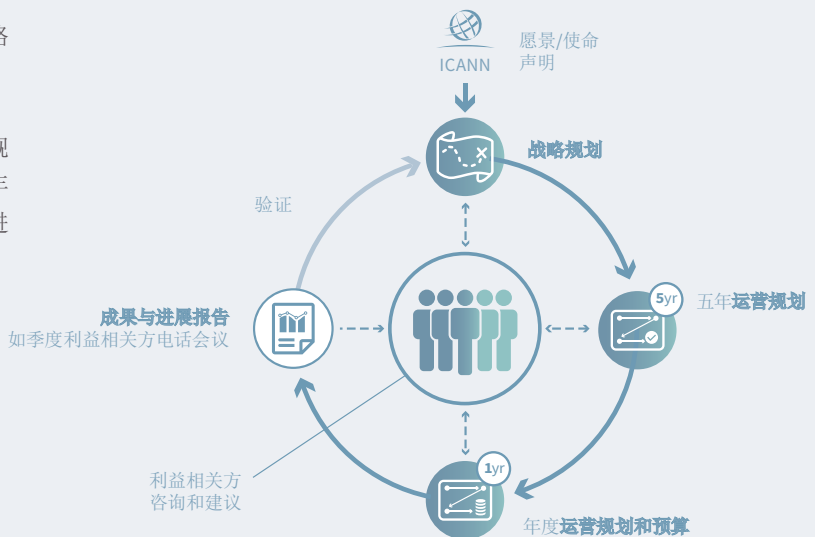 ICANN
愿景/使命
声明
战略规划
验证
5yr
五年运营规划
成果与进展报告
如季度利益相关方电话会议
利益相关方
咨询和建议
1yr
年度运营规划和预算